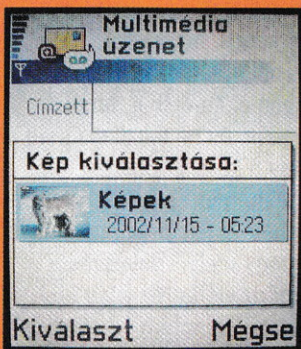 Multimédia
üzenet
Címzett
Kép kiválasztása:
Képek
2002/11/15 - 05:23
Kiválaszt Mégse